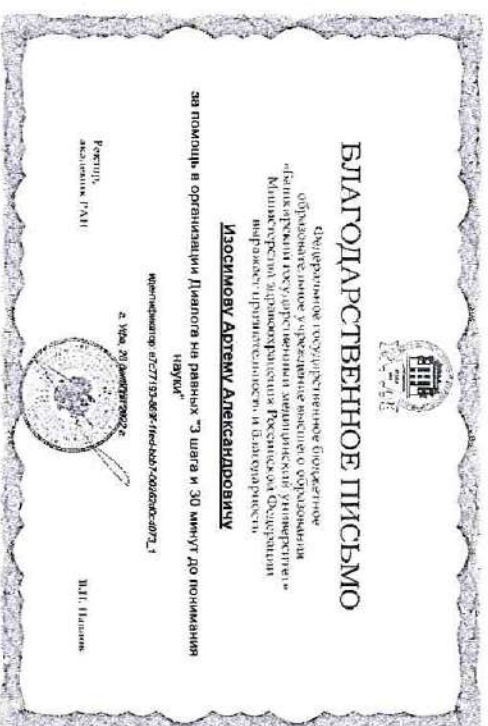 БЛАГОДАРСТВЕННОЕ ПИСЬМО
Федеральное государственное бюджетное
образовательное учреждение высшего образования
«Башкирский государственный медицинский университет»
Министерства здравоохранения Российской Федерации
выражает признательность и благодарность
Изосимову Артему Александровичу
за помощь в организации Диалога на равных "3 шага и 30 минут до понимания
науки"
идентификатор:
г. Уфа, 2022 г.
Ректор,
академик РАН
В.Н. Павлов